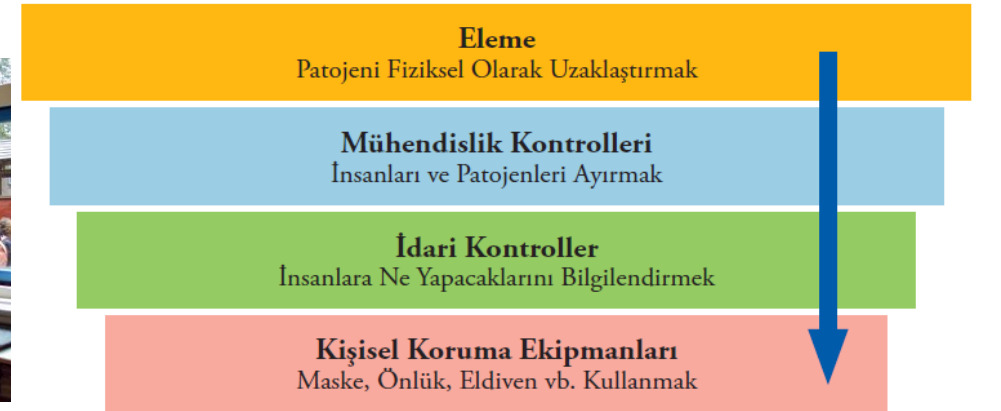 Eleme
Patojeni Fiziksel Olarak Uzaklaştırmak
Mühendislik Kontrolleri
İnsanları ve Patojenleri Ayırmak
İdari Kontroller
İnsanlara Ne Yapacaklarını Bilgilendirmek
Kişisel Koruma Ekipmanları
Maske, Önlük, Eldiven vb. Kullanmak